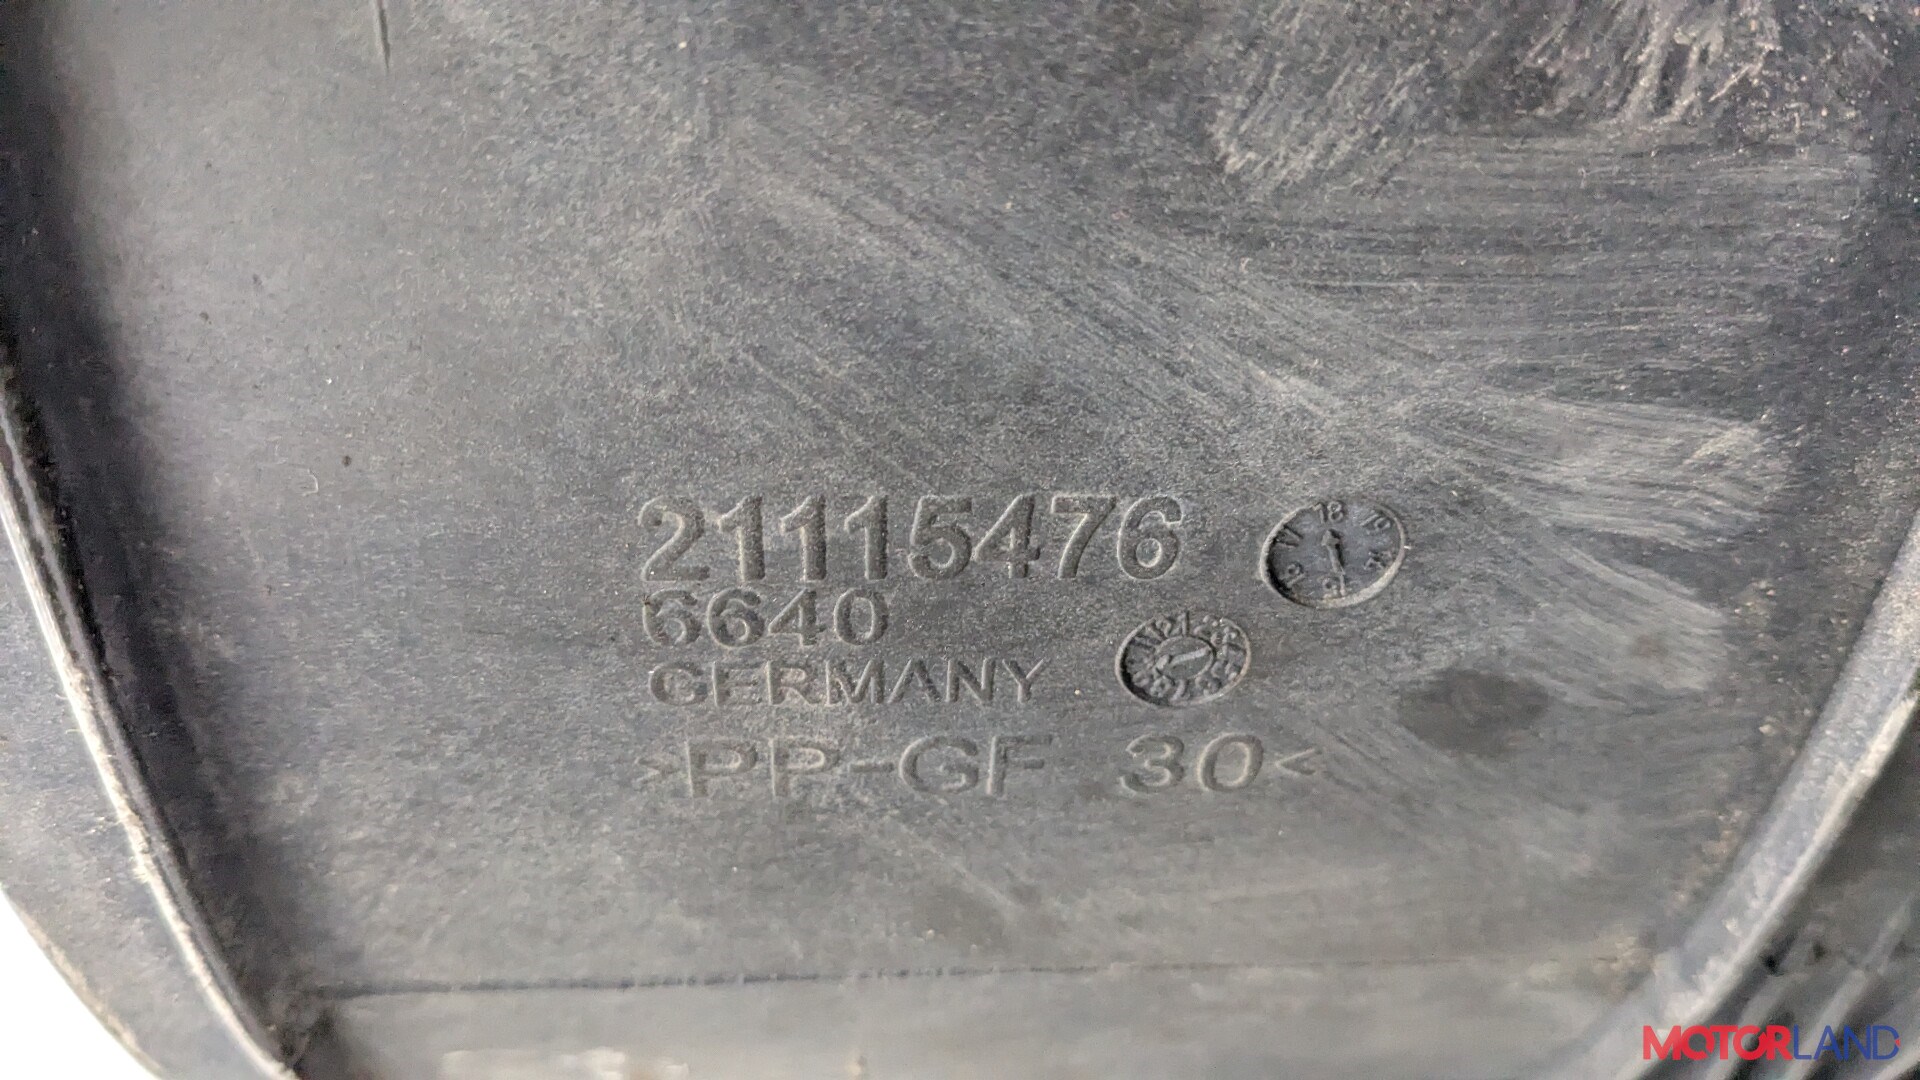 21115476
6640
GERMANY
>PP-GF 30<
MOTORLAND